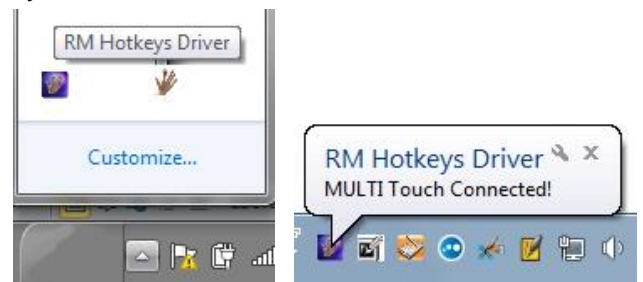 RM Hotkeys Driver
Customize...
RM Hotkeys Driver
MULTI Touch Connected!